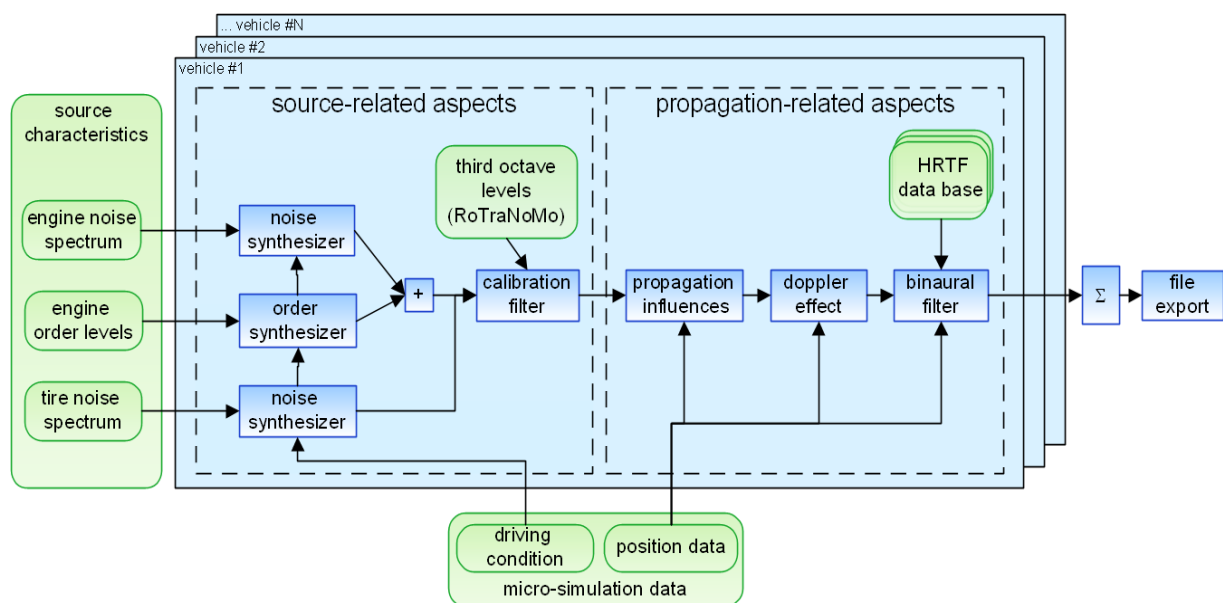 ... vehicle #N
vehicle #2
vehicle #1
source
characteristics
engine noise
spectrum
engine
order levels
tire noise
spectrum
source-related aspects
noise
synthesizer
order
synthesizer
noise
synthesizer
+
third octave
levels
(RoTraNoMo)
calibration
filter
propagation-related aspects
HRTF
data base
propagation
influences
doppler
effect
binaural
filter
Σ
file
export
driving
condition
position data
micro-simulation data